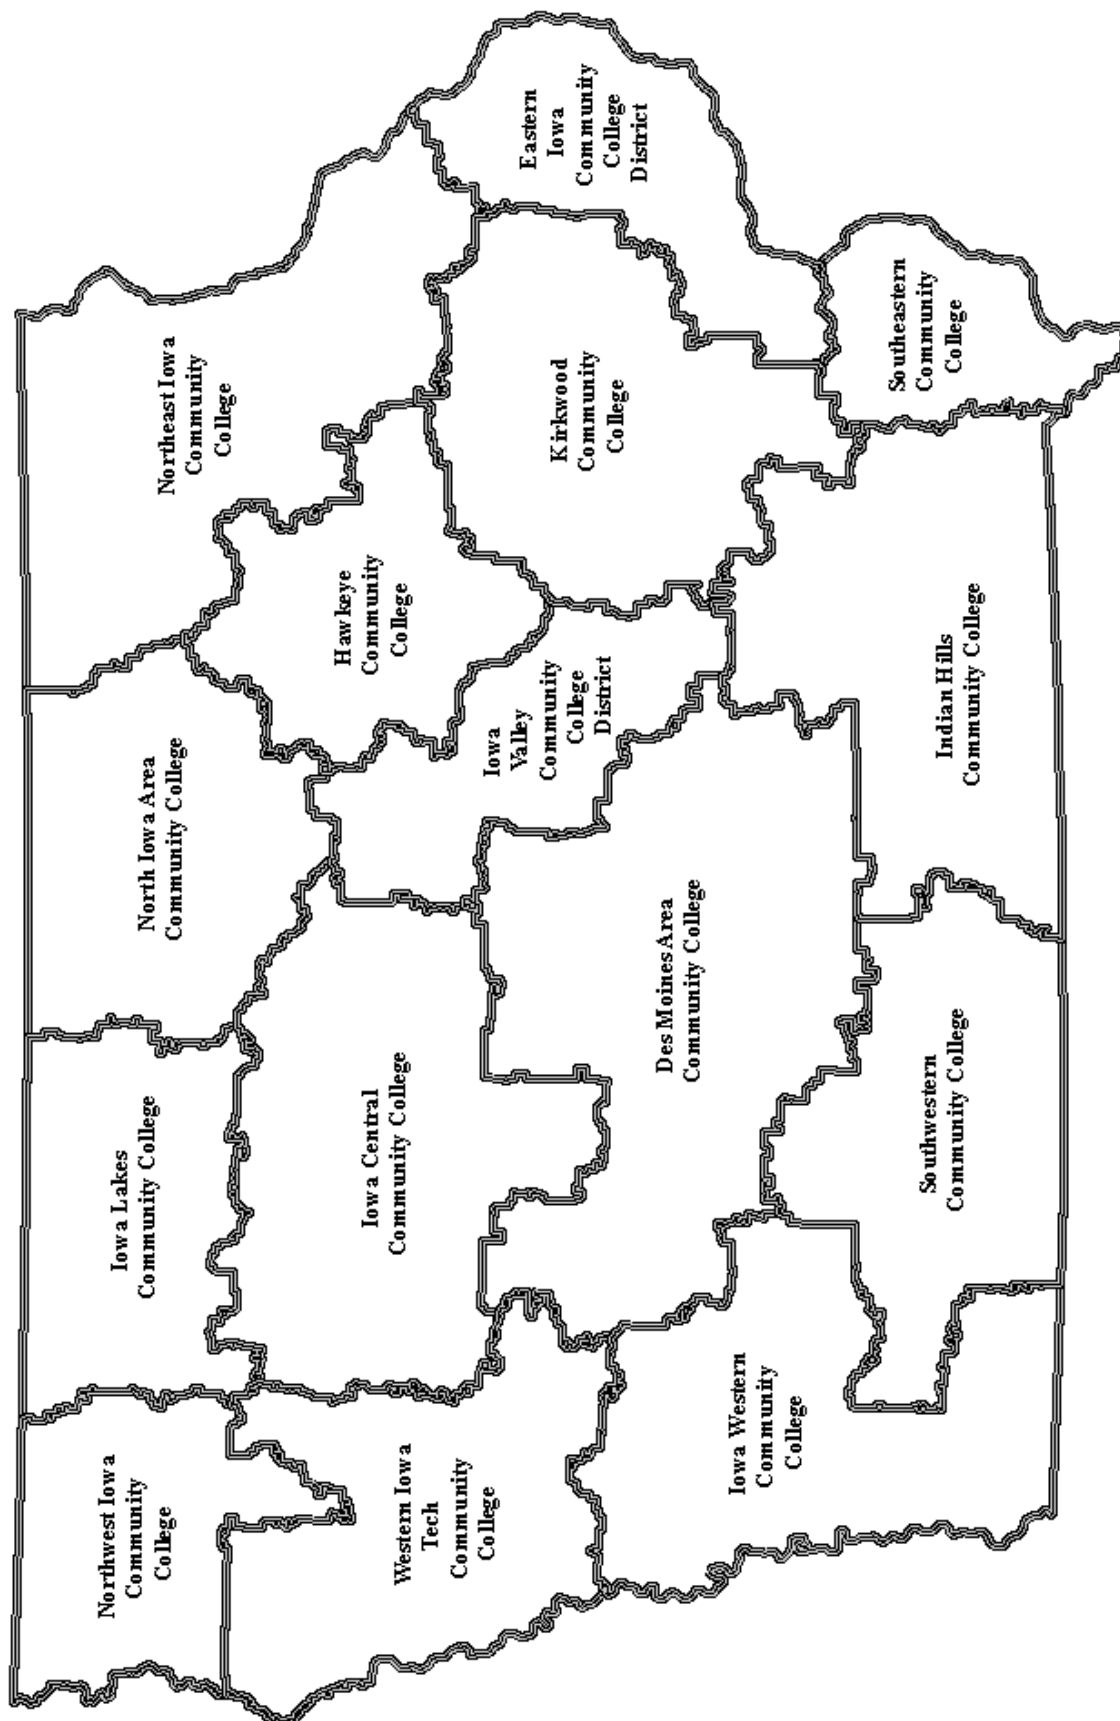 Northwest Iowa
Community
College
Iowa Lakes
Community College
North Iowa Area
Community College
Northeast Iowa
Community
College
Western Iowa
Tech
Community
College
Iowa Central
Community College
Hawkeye
Community
College
Iowa
Valley
Community
College
District
Kirkwood
Community
College
Eastern
Iowa
Community
College
District
Des Moines Area
Community College
Iowa Western
Community
College
Southwestern
Community College
Indian Hills
Community College
Southeastern
Community
College